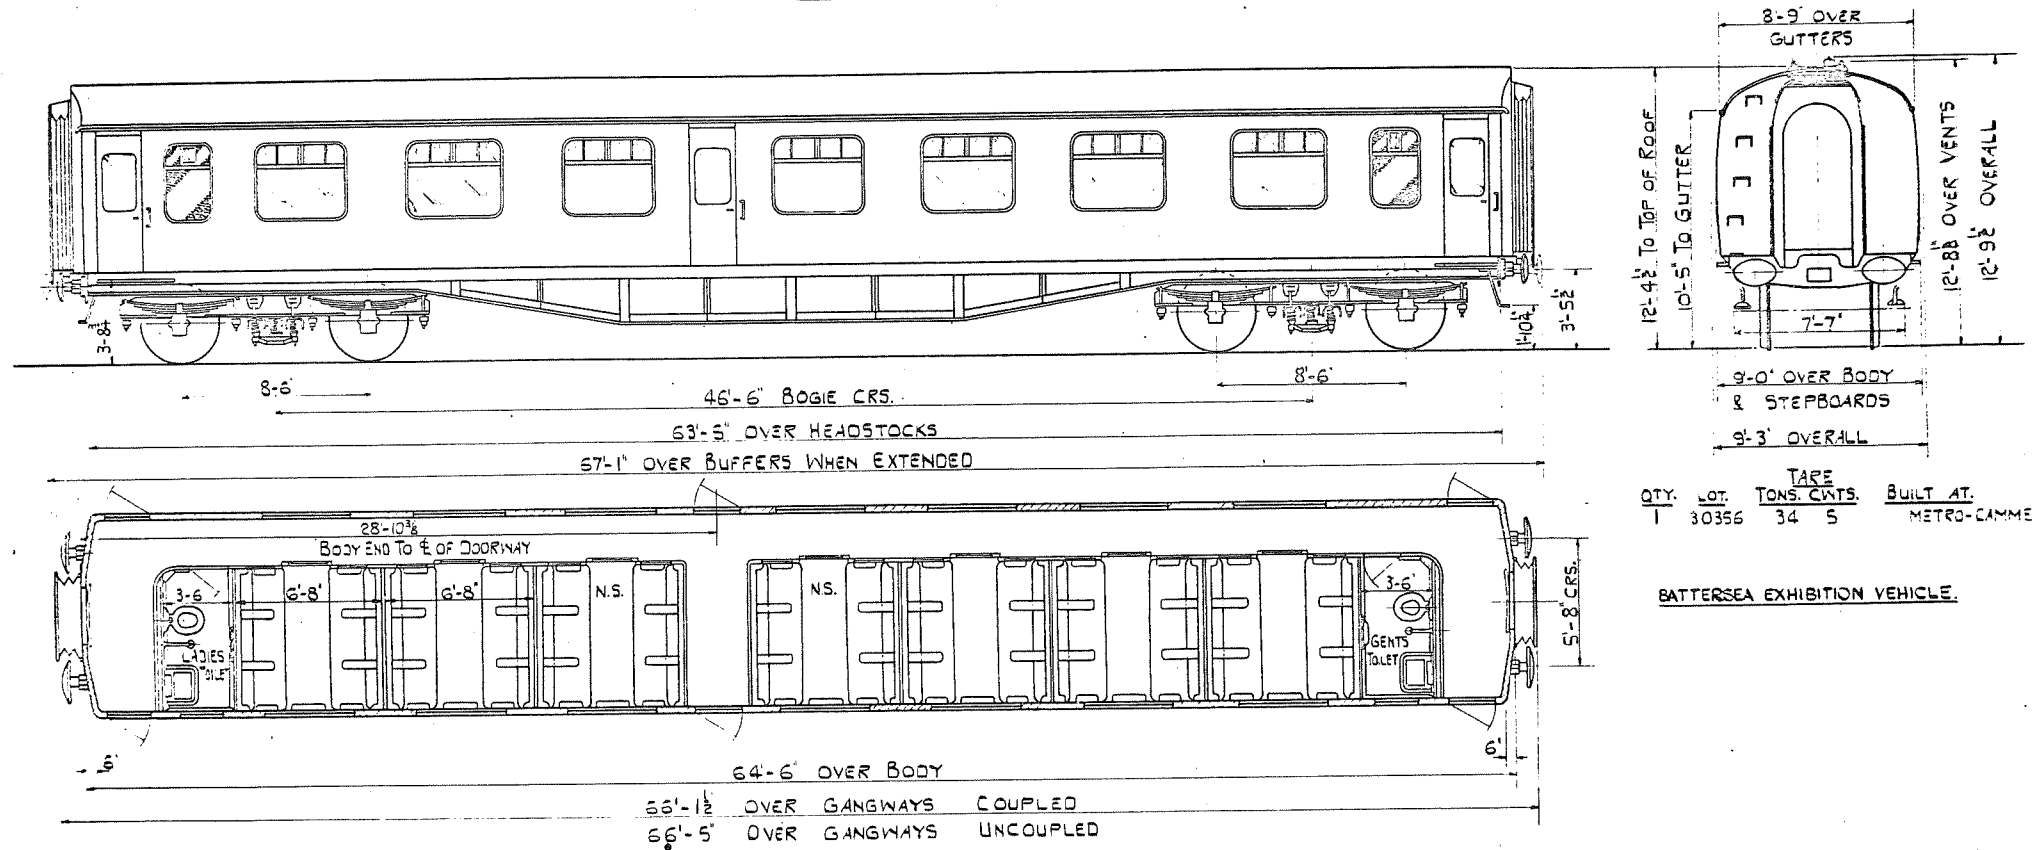 8'-9" OVER
GUTTERS
12'-4½" TO TOP OF ROOF
10'-5" TO GUTTER
12'-8⅛" OVER VENTS
12'-9½" OVERALL
7'-7"
9'-0" OVER BODY
& STEPBOARDS
9'-3" OVERALL
1'-10¼"
3'-5½"
8-6"
8'-6"
46'-6" BOGIE CRS.
63'-5" OVER HEADSTOCKS
67'-1" OVER BUFFERS WHEN EXTENDED
TARE
QTY. LOT. TONS. CWTS. BUILT AT.
1 30356 34 5 METRO-CAMME
BATTERSEA EXHIBITION VEHICLE.
28'-10⅜"
BODY END TO ℄ OF DOORWAY
3-6
6'-8"
6'-8"
N.S.
N.S.
3-6"
LADIES
TOILET
GENTS
TOILET
5'-8" CRS.
6"
6"
64'-6" OVER BODY
66'-1½" OVER GANGWAYS COUPLED
66'-5" OVER GANGWAYS UNCOUPLED